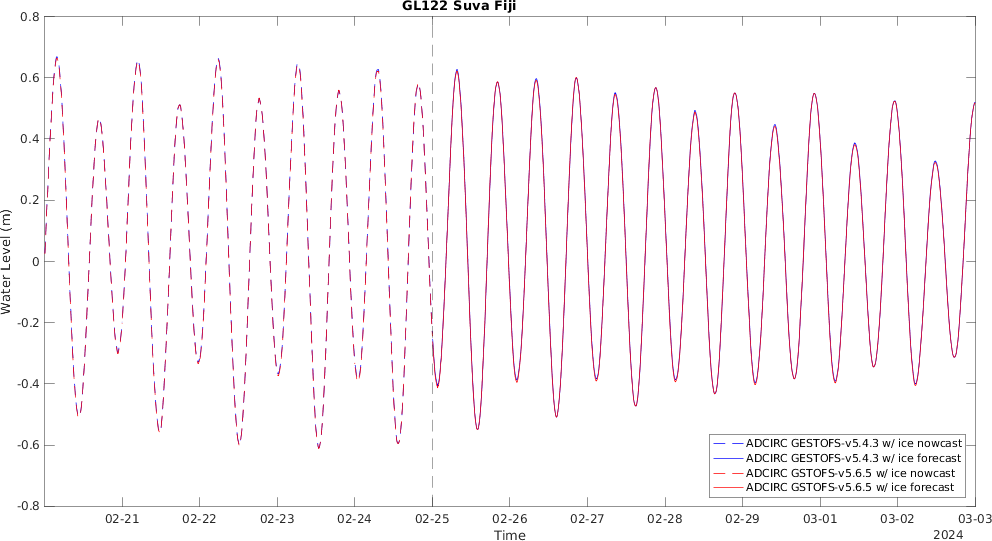 GL122 Suva Fiji
0.8
0.6
0.4
0.2
0
-0.2
-0.4
-0.6
-0.8
Water Level (m)
ADCIRC GESTOFS-v5.4.3 w/ ice nowcast
ADCIRC GESTOFS-v5.4.3 w/ ice forecast
ADCIRC GSTOFS-v5.6.5 w/ ice nowcast
ADCIRC GSTOFS-v5.6.5 w/ ice forecast
02-21 02-22 02-23 02-24 02-25 02-26 02-27 02-28 02-29 03-01 03-02 03-03
Time
2024